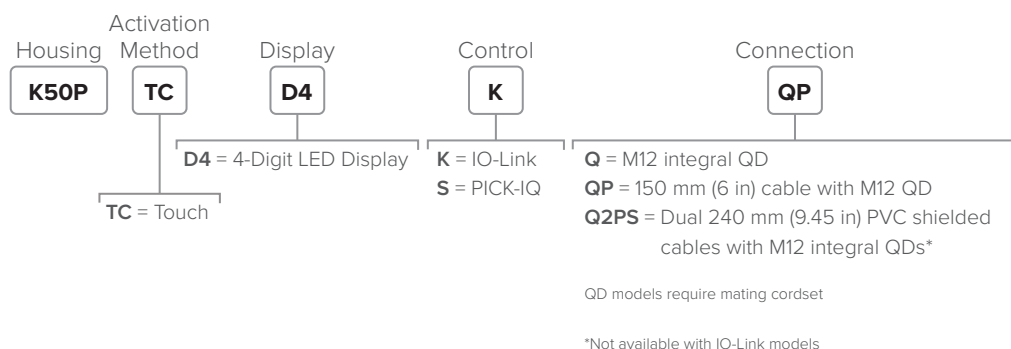 Activation
Housing Method Display Control Connection
K50P TC D4 K QP
D4 = 4-Digit LED Display K = IO-Link Q = M12 integral QD
S = PICK-IQ QP = 150 mm (6 in) cable with M12 QD
TC = Touch Q2PS = Dual 240 mm (9.45 in) PVC shielded
cables with M12 integral QDs*
QD models require mating cordset
*Not available with IO-Link models